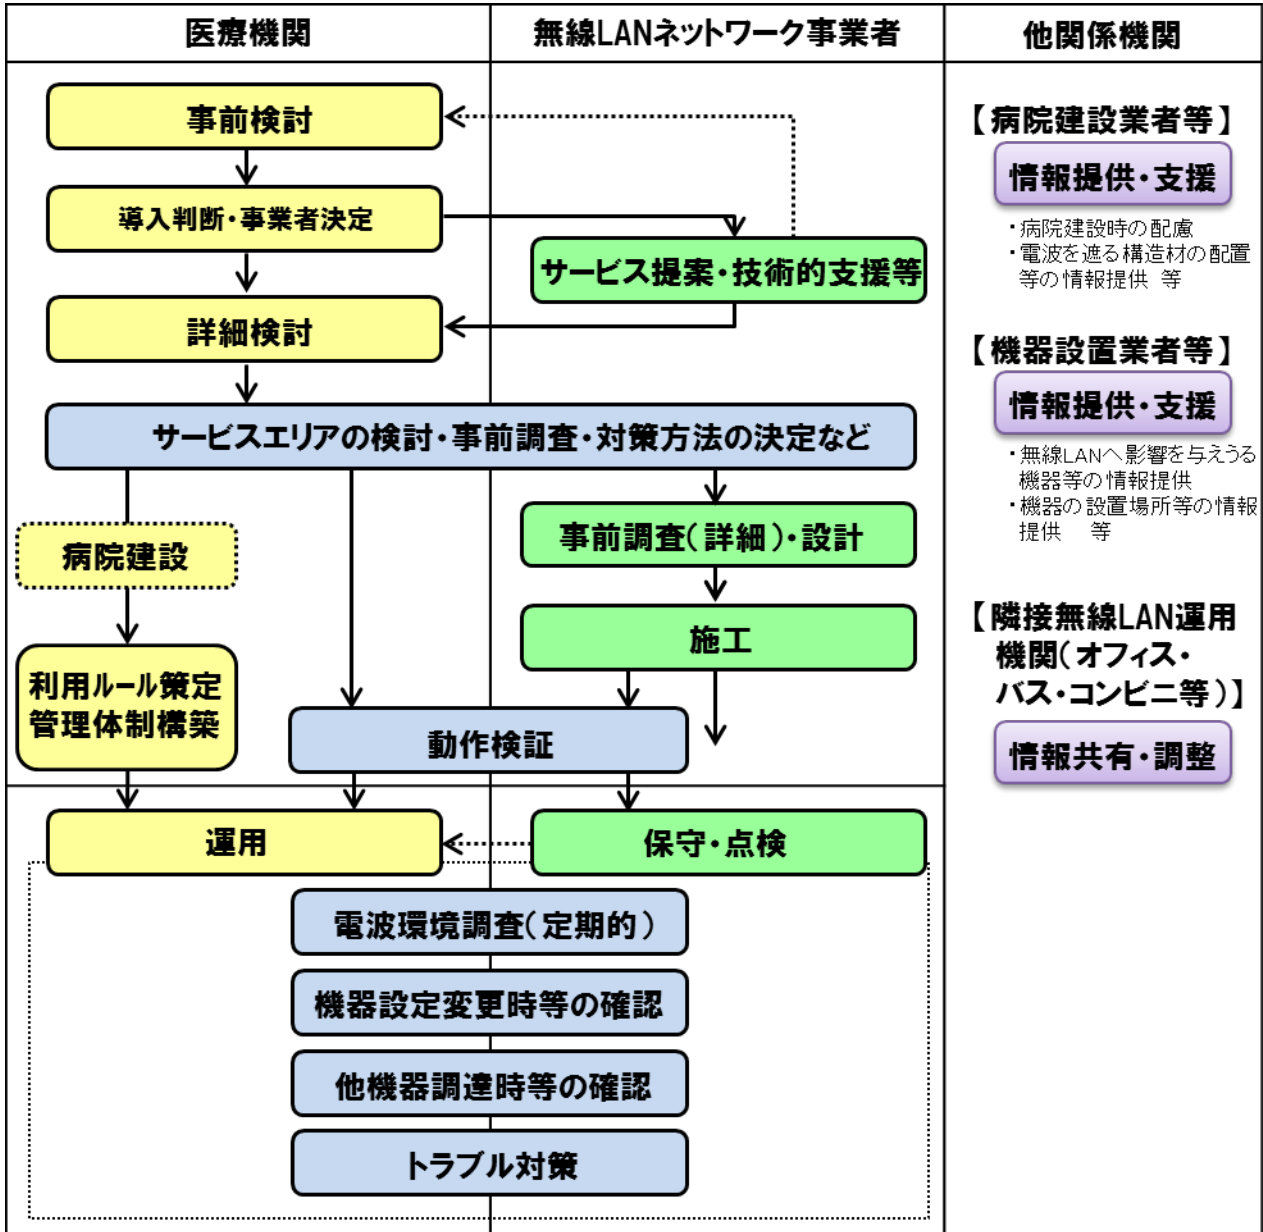 医療機関
無線LANネットワーク事業者
他関係機関
事前検討
導入判断・事業者決定
サービス提案・技術的支援等
詳細検討
サービスエリアの検討・事前調査・対策方法の決定など
病院建設
事前調査（詳細）・設計
施工
利用ルール策定
管理体制構築
動作検証
運用
保守・点検
電波環境調査（定期的）
機器設定変更時等の確認
他機器調達時等の確認
トラブル対策
【病院建設業者等】
情報提供・支援
・病院建設時の配慮
・電波を遮る構造材の配置
等の情報提供 等
【機器設置業者等】
情報提供・支援
・無線LANへ影響を与えうる
機器等の情報提供
・機器の設置場所等の情報
提供 等
【隣接無線LAN運用
機関（オフィス・
バス・コンビニ等）】
情報共有・調整